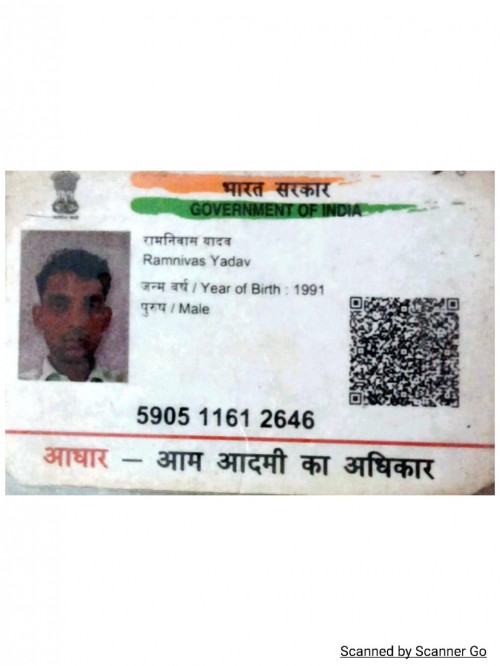 भारत सरकार
GOVERNMENT OF INDIA
रामनिवास यादव
Ramnivas Yadav
जन्म वर्ष / Year of Birth : 1991
पुरुष / Male
5905 1161 2646
आधार – आम आदमी का अधिकार
Scanned by Scanner Go